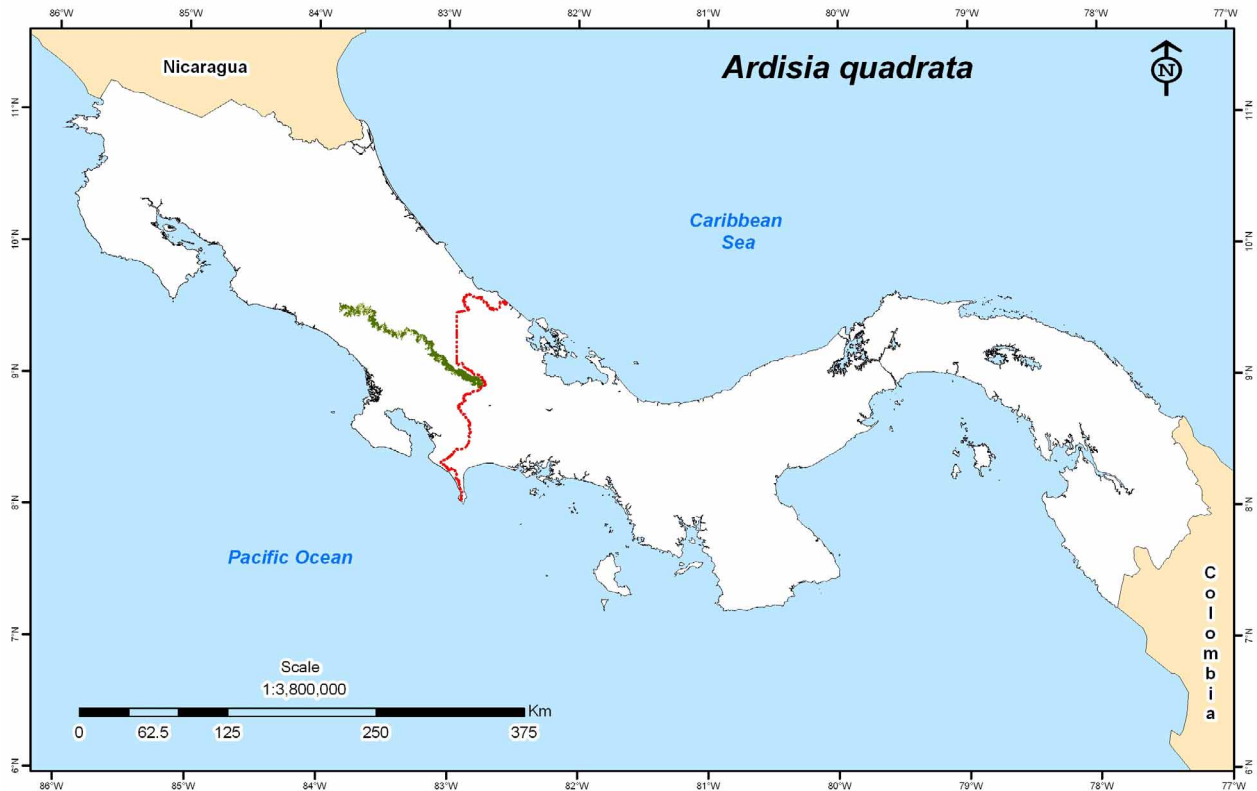 86°W 85°W 84°W 83°W 82°W 81°W 80°W 79°W 78°W 77°W
Nicaragua
Ardisia quadrata
N
11°N
11°N
Caribbean
Sea
10°N
10°N
9°N
9°N
8°N
8°N
Pacific Ocean
Colombia
7°N
7°N
Scale
1:3,800,000
Km
0 62.5 125 250 375
6°N
6°N
86°W 85°W 84°W 83°W 82°W 81°W 80°W 79°W 78°W 77°W